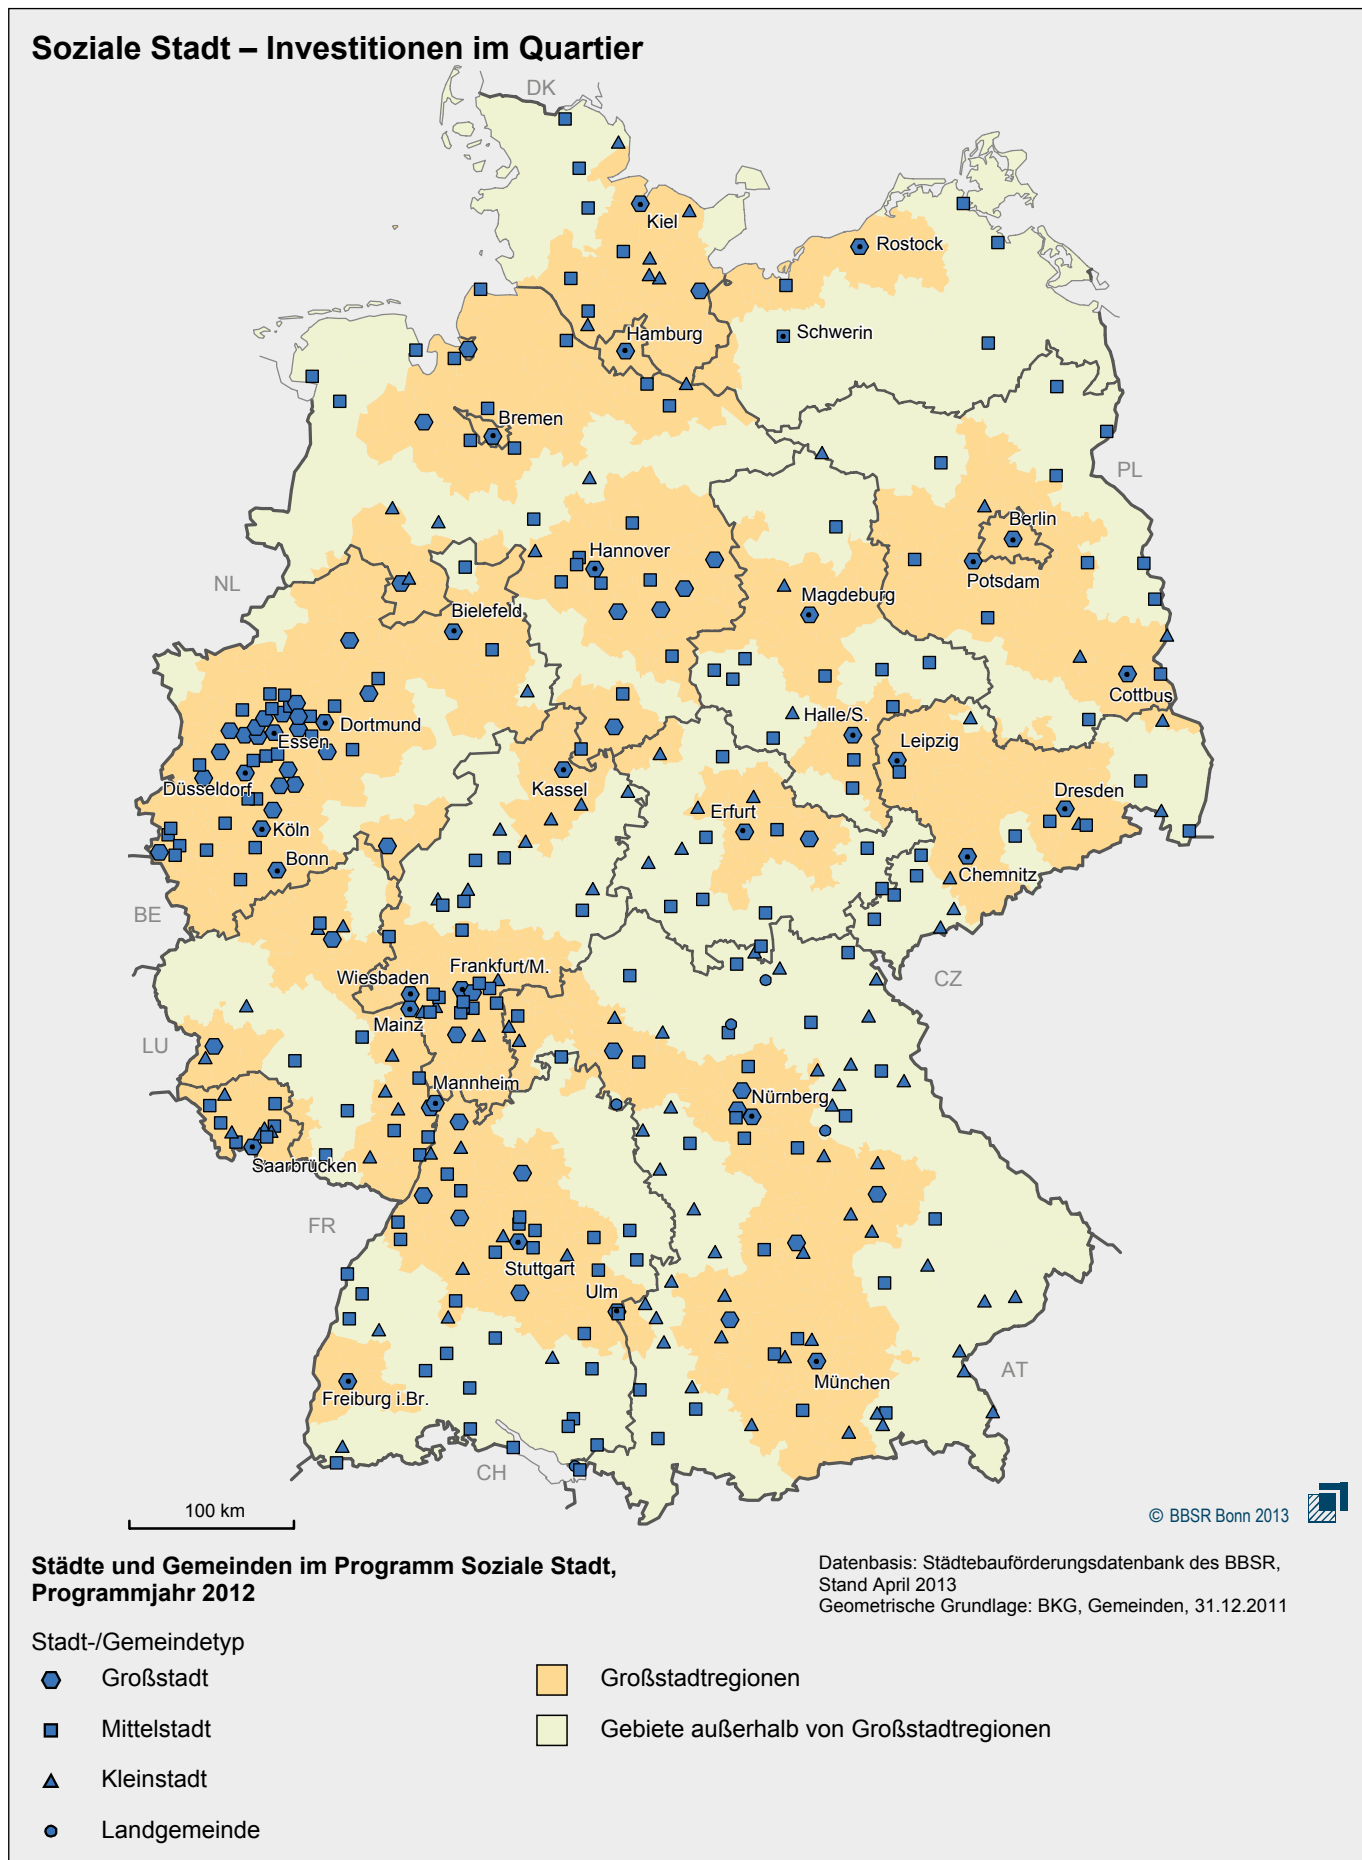 Soziale Stadt – Investitionen im Quartier
DK
Kiel
Rostock
Hamburg
Schwerin
Bremen
PL
Berlin
Hannover
NL
Potsdam
Magdeburg
Bielefeld
Cottbus
Halle/S.
Dortmund
Leipzig
Essen
Düsseldorf
Kassel
Dresden
Erfurt
Köln
Bonn
Chemnitz
BE
Frankfurt/M.
Wiesbaden
CZ
Mainz
LU
Mannheim
Nürnberg
Saarbrücken
FR
Stuttgart
Ulm
AT
München
Freiburg i.Br.
CH
100 km
© BBSR Bonn 2013
Städte und Gemeinden im Programm Soziale Stadt,
Programmjahr 2012
Datenbasis: Städtebauförderungsdatenbank des BBSR,
Stand April 2013
Geometrische Grundlage: BKG, Gemeinden, 31.12.2011
Stadt-/Gemeindetyp
Großstadt
Mittelstadt
Kleinstadt
Landgemeinde
Großstadtregionen
Gebiete außerhalb von Großstadtregionen